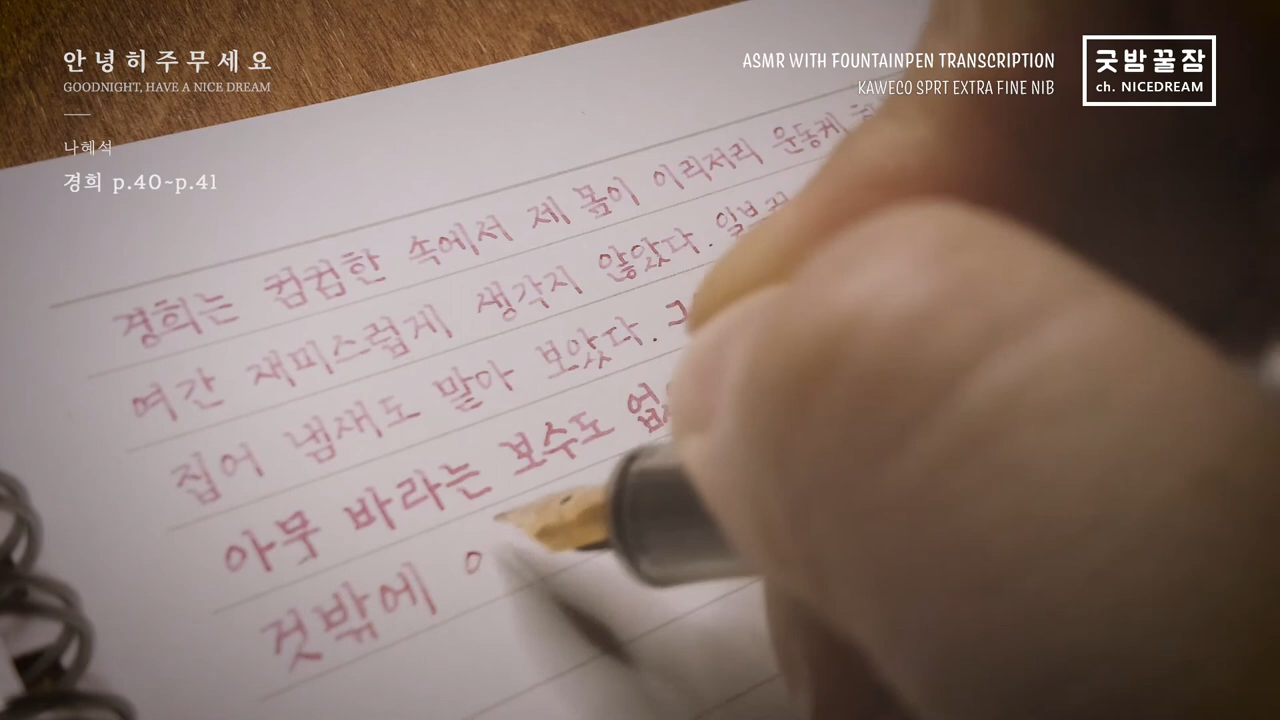 안녕히주무세요
GOODNIGHT, HAVE A NICE DREAM
나혜석
경희 p.40~p.41
ASMR WITH FOUNTAINPEN TRANSCRIPTION
KAWECO SPRT EXTRA FINE NIB
굿밤꿀잠
ch. NICEDREAM
경희는 컴컴한 속에서 제 몸이 이리저리 운동케
여간 재미스럽게 생각지 않았다. 일부러
집어 냄새도 맡아 보았다.
아무 바라는 보수도
것밖에